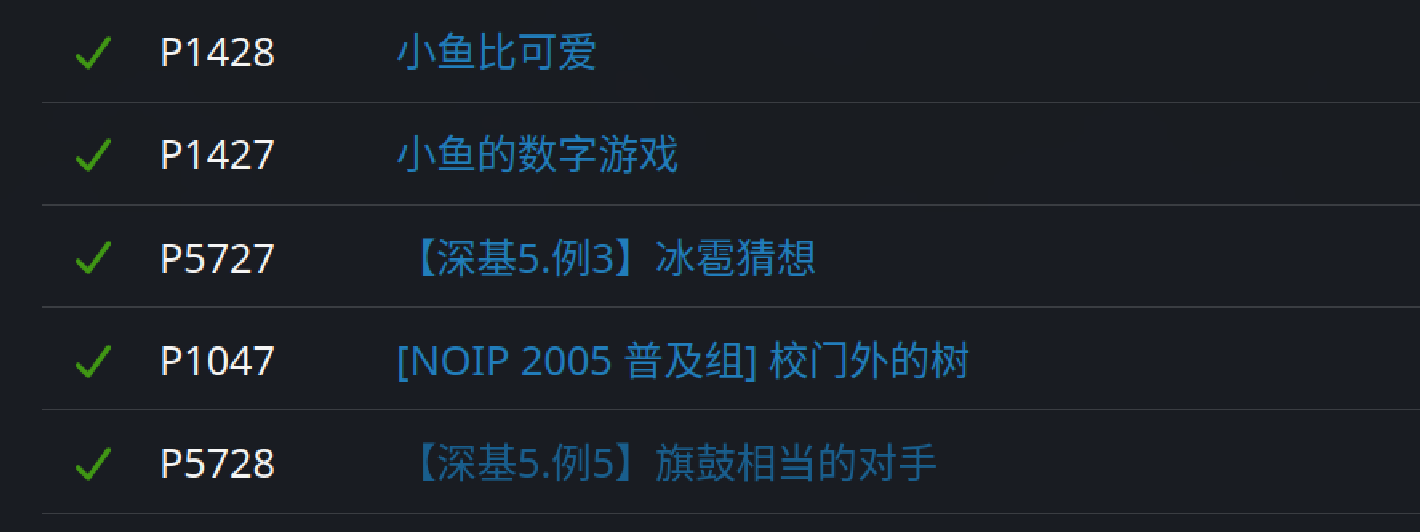 P1428 小鱼比可爱
P1427 小鱼的数字游戏
P5727 【深基5.例3】冰雹猜想
P1047 [NOIP 2005 普及组] 校门外的树
P5728 【深基5.例5】旗鼓相当的对手